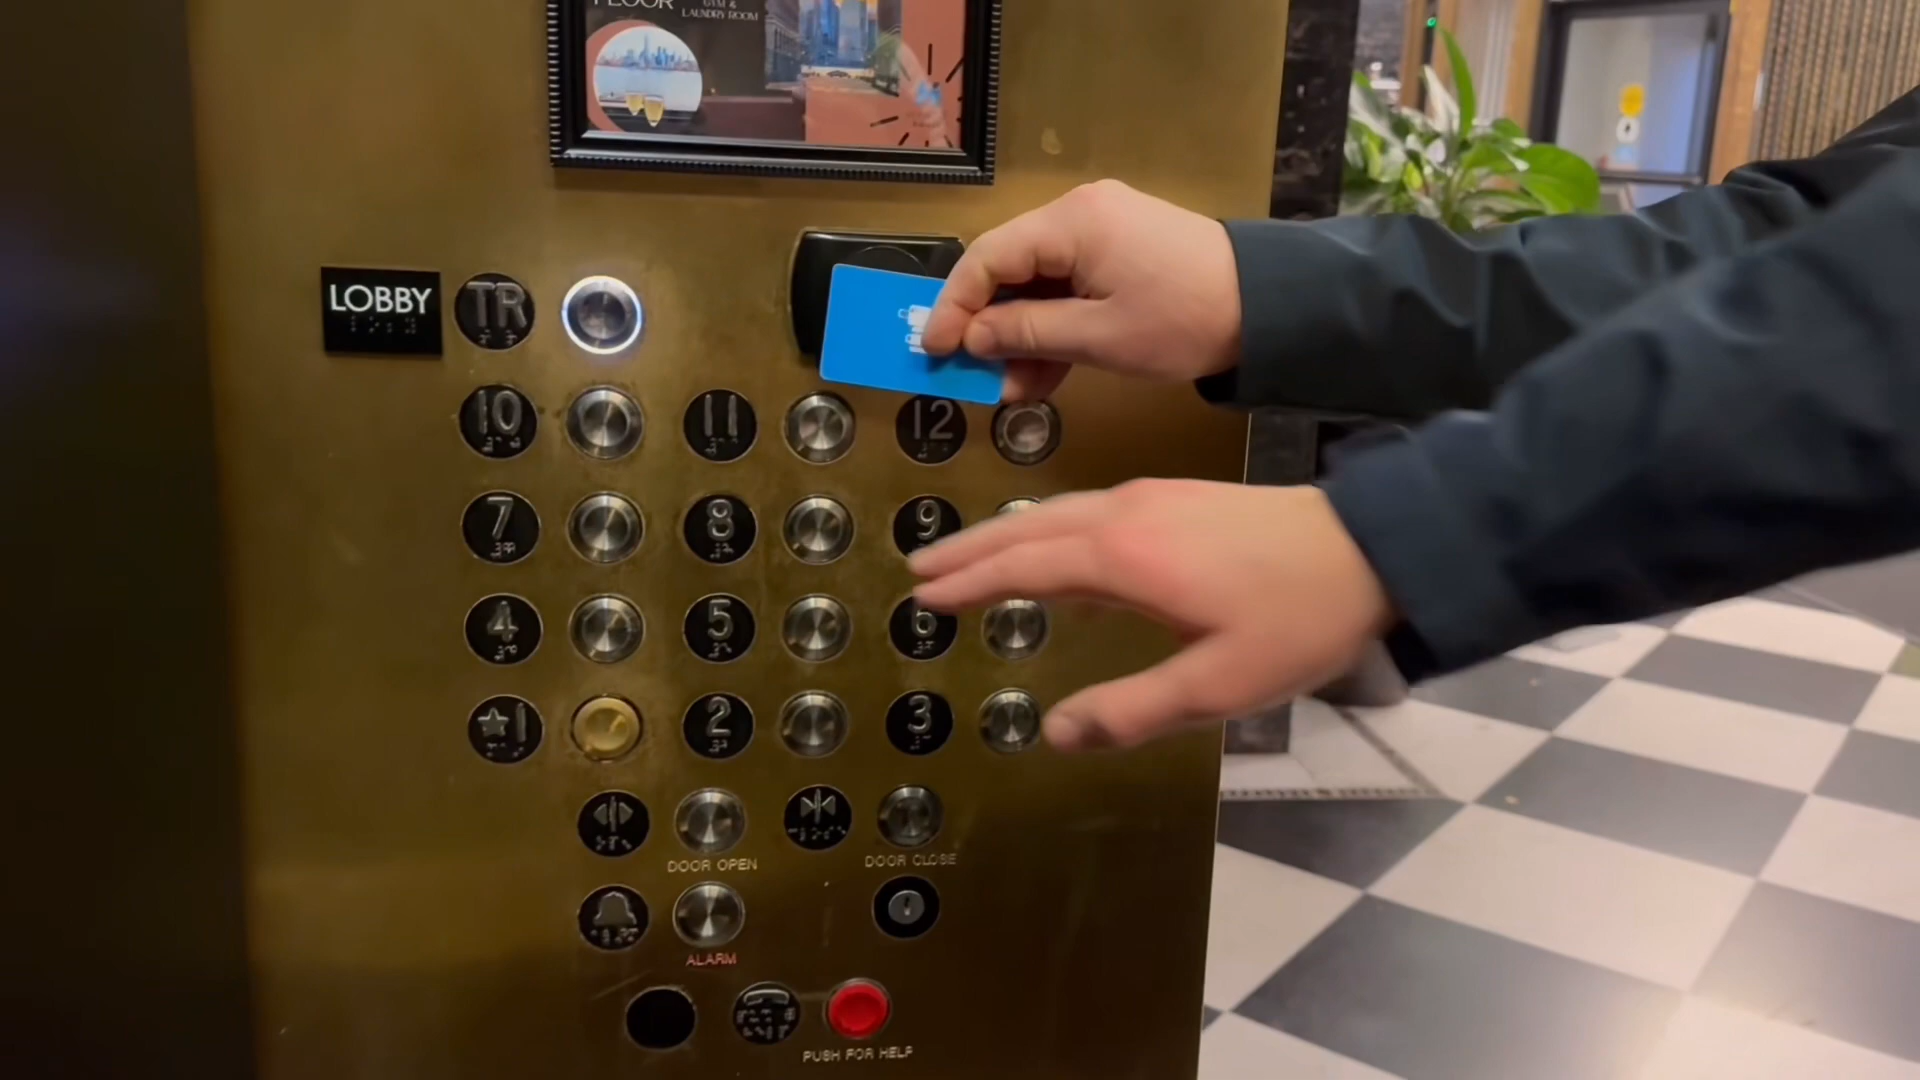 FLOOR
GYM &
LAUNDRY ROOM
LOBBY
TR
10 11 12
7 8 9
4 5 6
★1 2 3
DOOR OPEN DOOR CLOSE
ALARM
PUSH FOR HELP